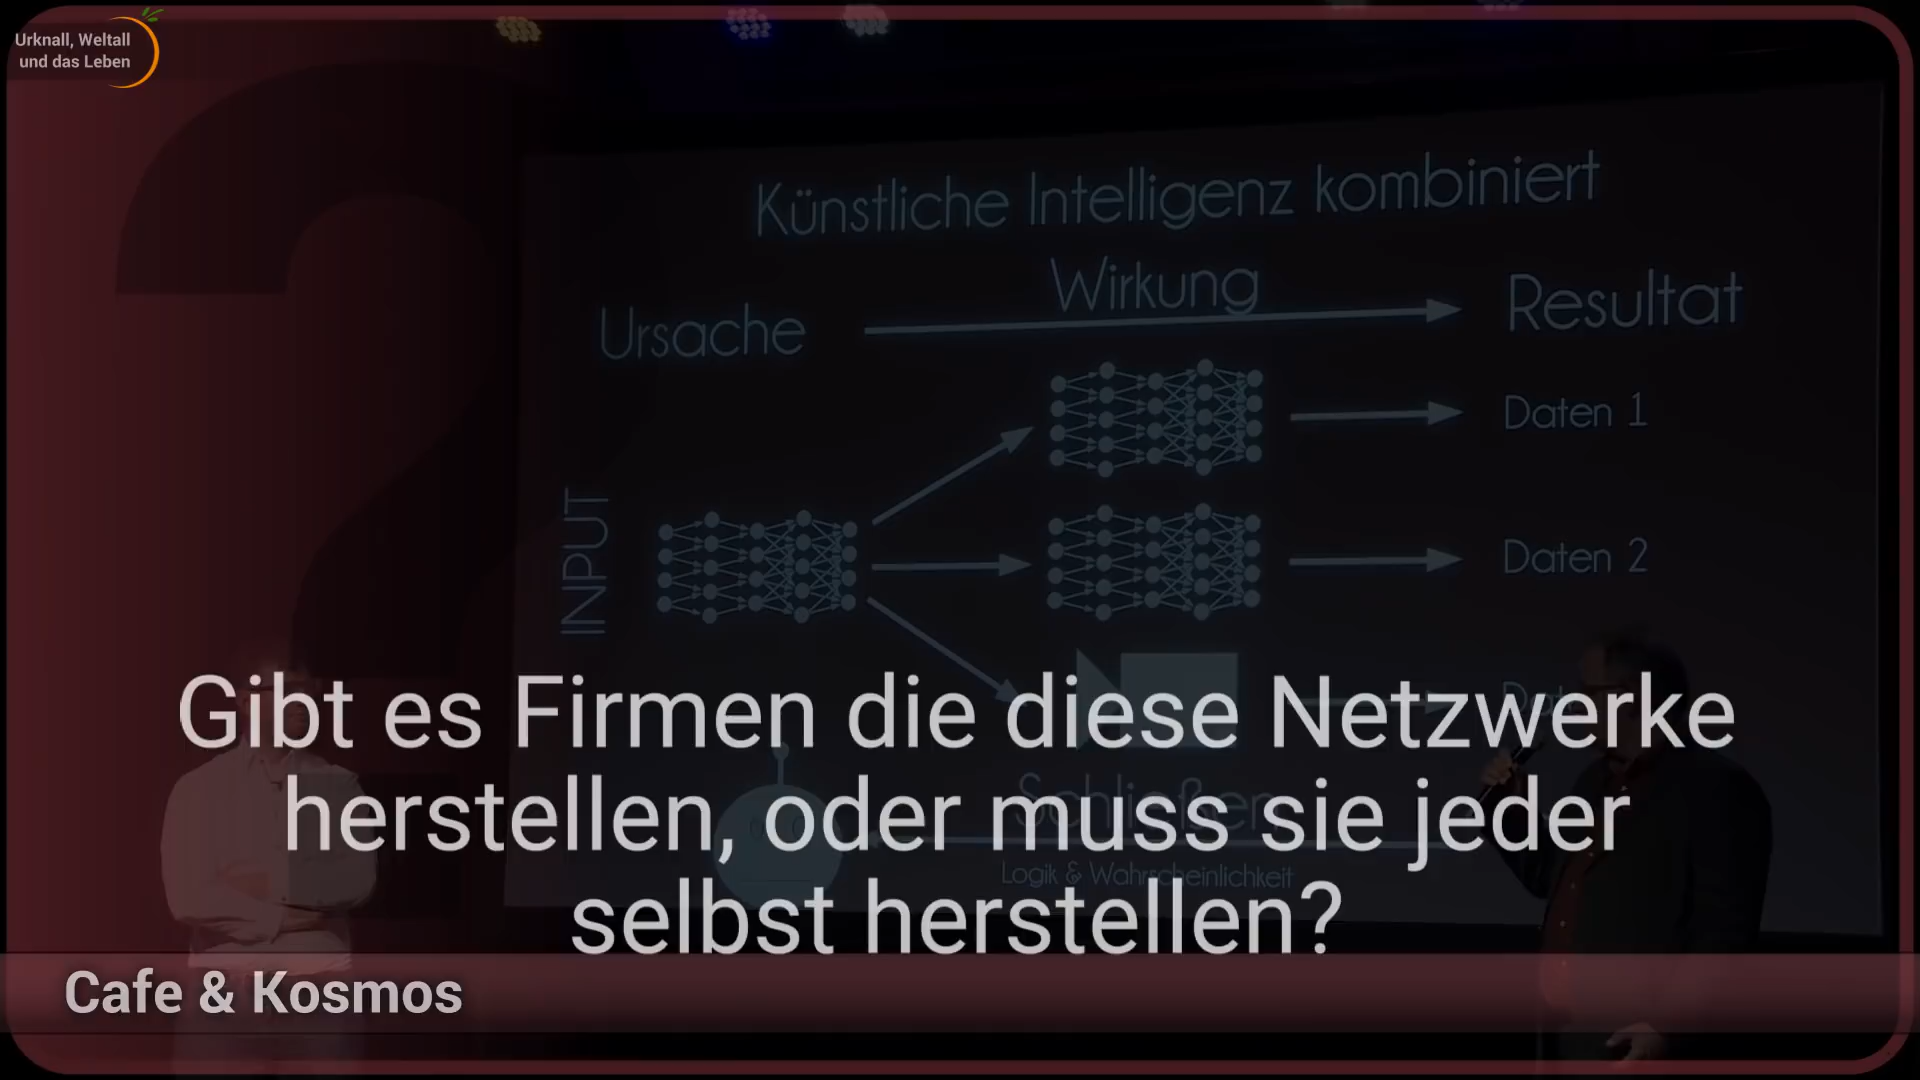 Urknall, Weltall
und das Leben
Künstliche Intelligenz kombiniert
Ursache
Wirkung
Resultat
Daten 1
INPUT
Daten 2
Gibt es Firmen die diese Netzwerke
herstellen, oder muss sie jeder
selbst herstellen?
Schließen
Logik & Wahrscheinlichkeit
Cafe & Kosmos